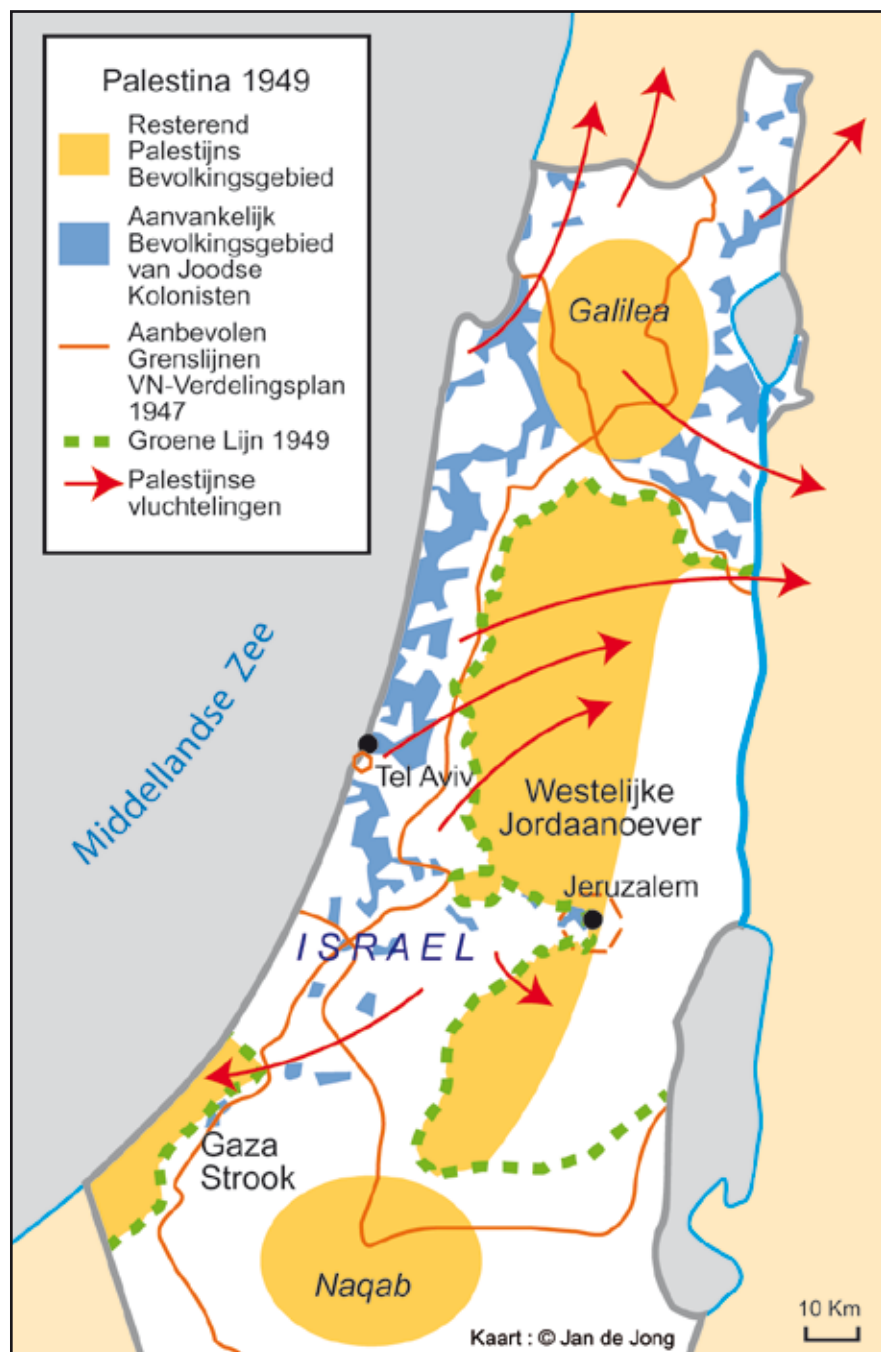 Palestina 1949
Resterend
Palestijns
Bevolkingsgebied
Aanvankelijk
Bevolkingsgebied
van Joodse
Kolonisten
Aanbevolen
Grenslijnen
VN-Verdelingsplan
1947
Groene Lijn 1949
Palestijnse
vluchtelingen
Galilea
Middellandse Zee
Tel Aviv
Westelijke
Jordaanoever
Jeruzalem
ISRAEL
Gaza
Strook
Naqab
10 Km
Kaart : © Jan de Jong